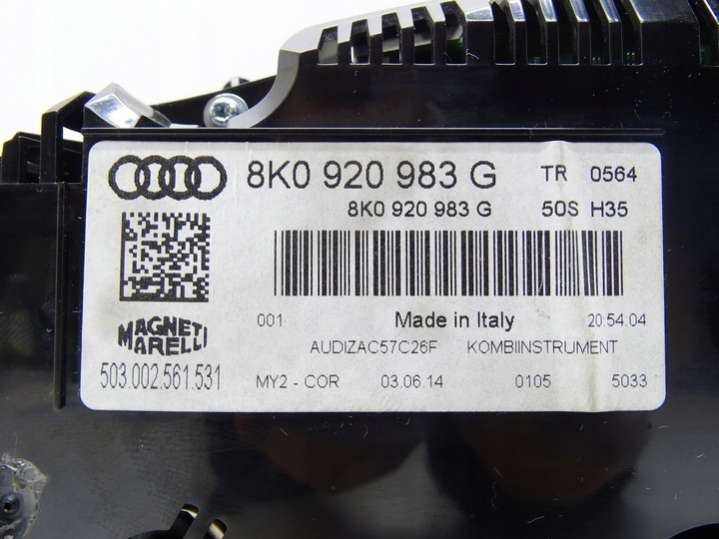 8K0 920 983 G TR 0564
8K0 920 983 G 50S H35
MAGNETI
MARELLI
001 Made in Italy 20.54.04
AUDIZAC57C26F KOMBIINSTRUMENT
503.002.561.531 MY2 - COR 03.06.14 0105 5033